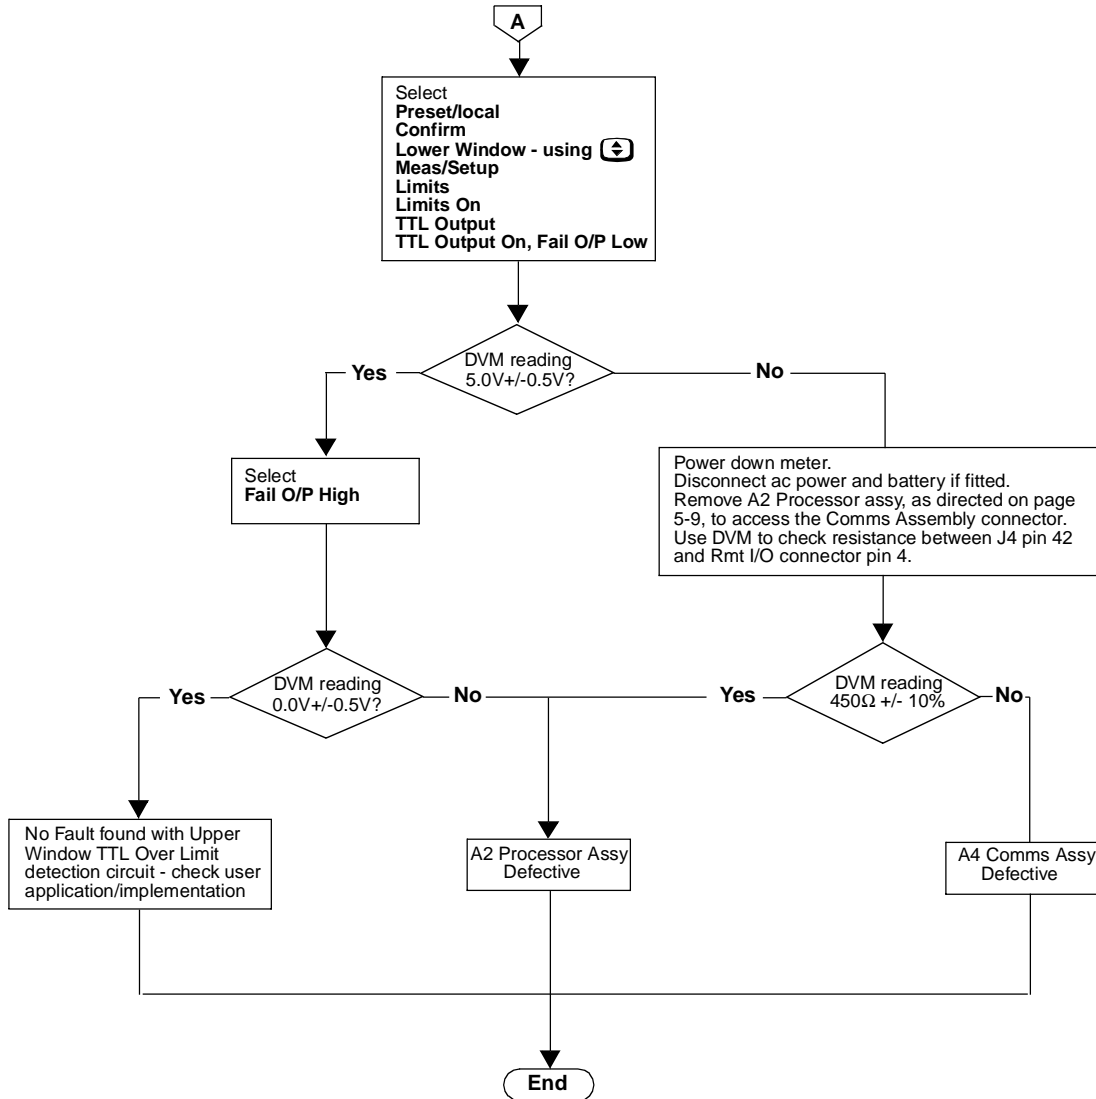 A
Select
Preset/local
Confirm
Lower Window - using
Meas/Setup
Limits
Limits On
TTL Output
TTL Output On, Fail O/P Low
DVM reading
5.0V+/-0.5V?
Yes
No
Select
Fail O/P High
Power down meter.
Disconnect ac power and battery if fitted.
Remove A2 Processor assy, as directed on page
5-9, to access the Comms Assembly connector.
Use DVM to check resistance between J4 pin 42
and Rmt I/O connector pin 4.
DVM reading
0.0V+/-0.5V?
Yes
No
DVM reading
450Ω +/- 10%
Yes
No
No Fault found with Upper
Window TTL Over Limit
detection circuit - check user
application/implementation
A2 Processor Assy
Defective
A4 Comms Assy
Defective
End